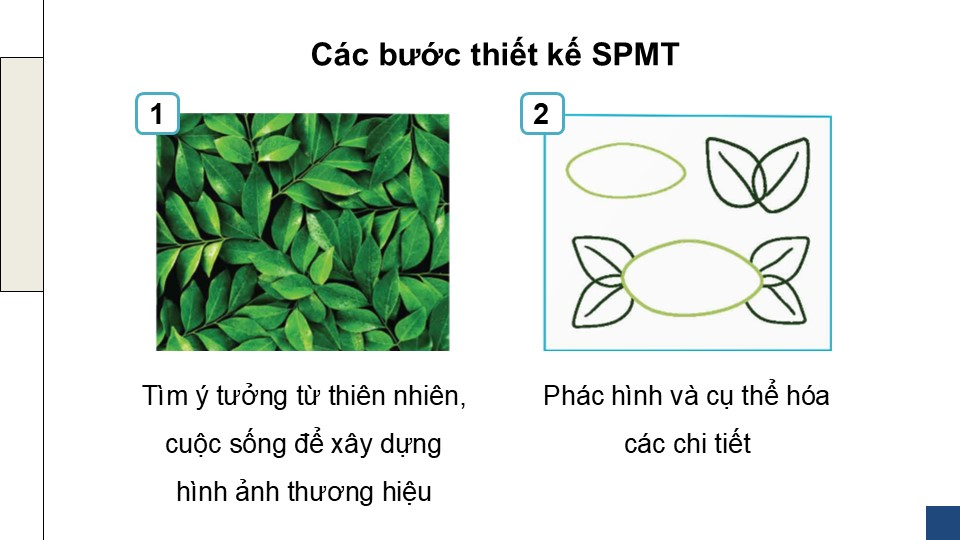 Các bước thiết kế SPMT
1
2
Tìm ý tưởng từ thiên nhiên,
cuộc sống để xây dựng
hình ảnh thương hiệu
Phác hình và cụ thể hóa
các chi tiết